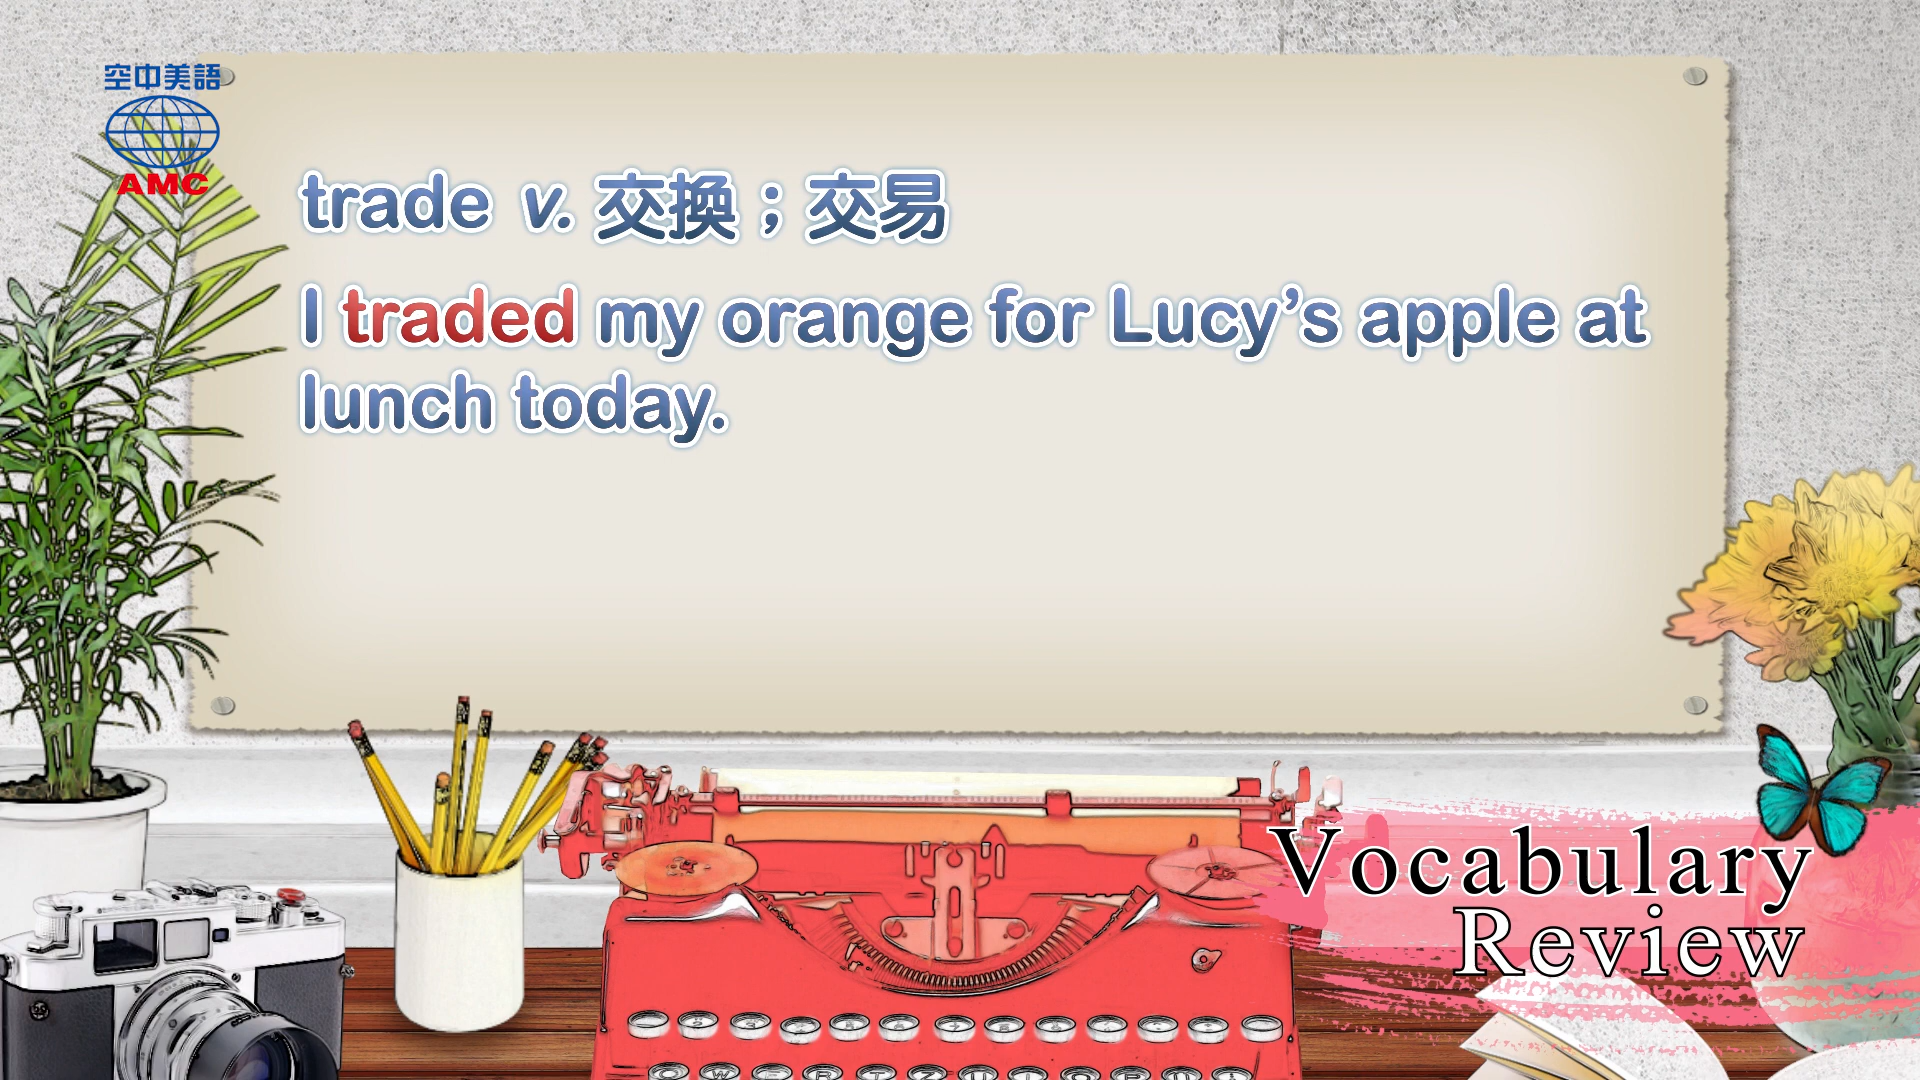 空中美語
AMC
trade v. 交換；交易
I traded my orange for Lucy's apple at
lunch today.
Vocabulary
Review